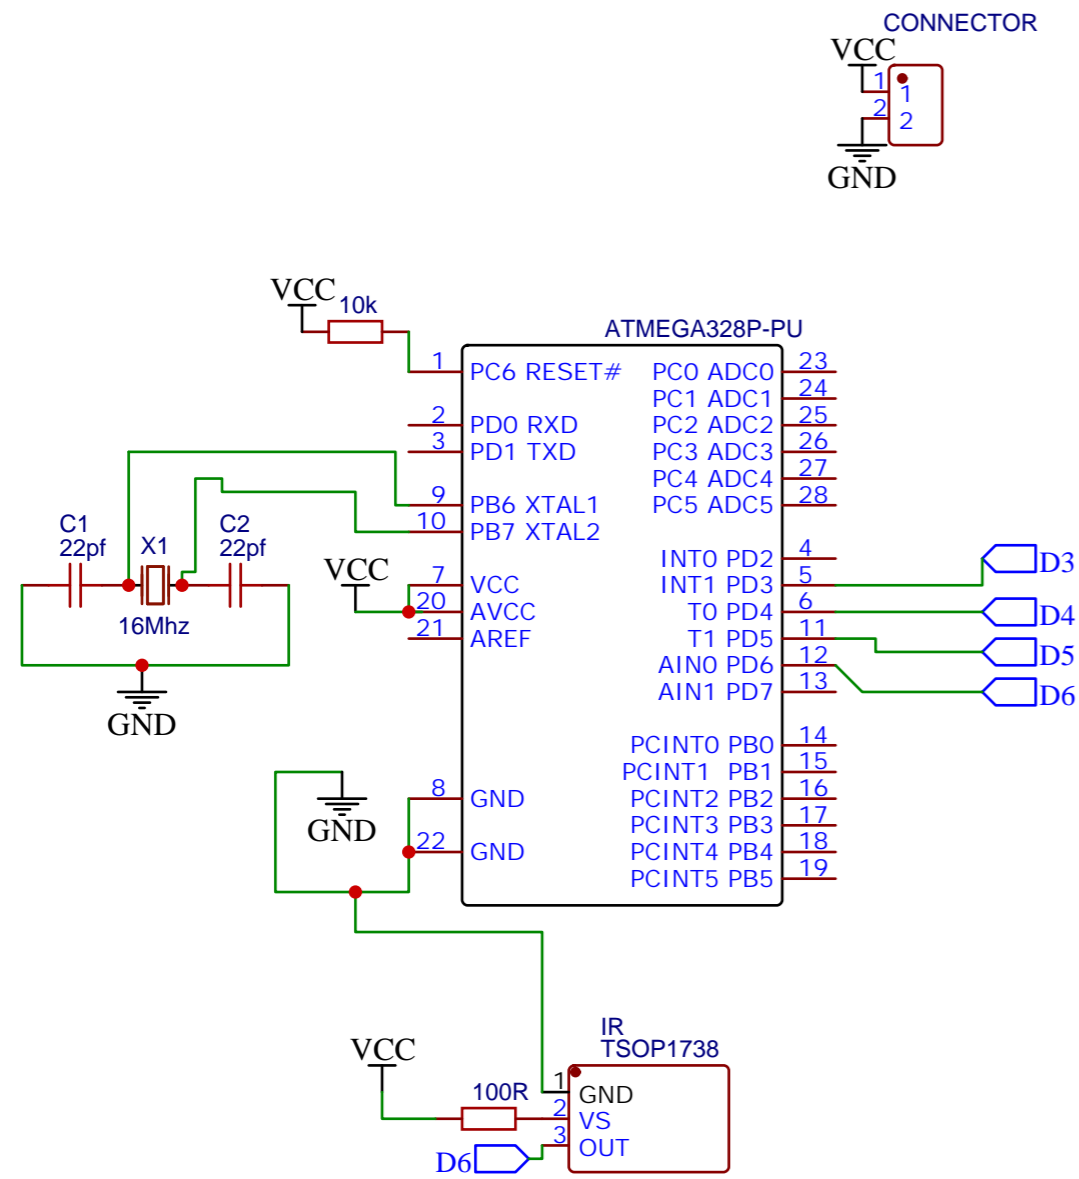 CONNECTOR
VCC
1
1
2
2
GND
VCC
10k
ATMEGA328P-PU
1
PC6 RESET#
PC0 ADC0
23
PC1 ADC1
24
2
PD0 RXD
PC2 ADC2
25
3
PD1 TXD
PC3 ADC3
26
PC4 ADC4
27
9
PB6 XTAL1
PC5 ADC5
28
10
PB7 XTAL2
C1
22pf
X1
C2
22pf
16Mhz
GND
VCC
INT0 PD2
4
D3
7
VCC
INT1 PD3
5
20
AVCC
T0 PD4
6
D4
21
AREF
T1 PD5
11
D5
AIN0 PD6
12
AIN1 PD7
13
D6
PCINT0 PB0
14
PCINT1 PB1
15
8
GND
PCINT2 PB2
16
GND
PCINT3 PB3
17
22
GND
PCINT4 PB4
18
PCINT5 PB5
19
IR
TSOP1738
VCC
1
GND
100R
2
VS
3
OUT
D6